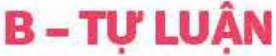 B – TỰ LUẬN